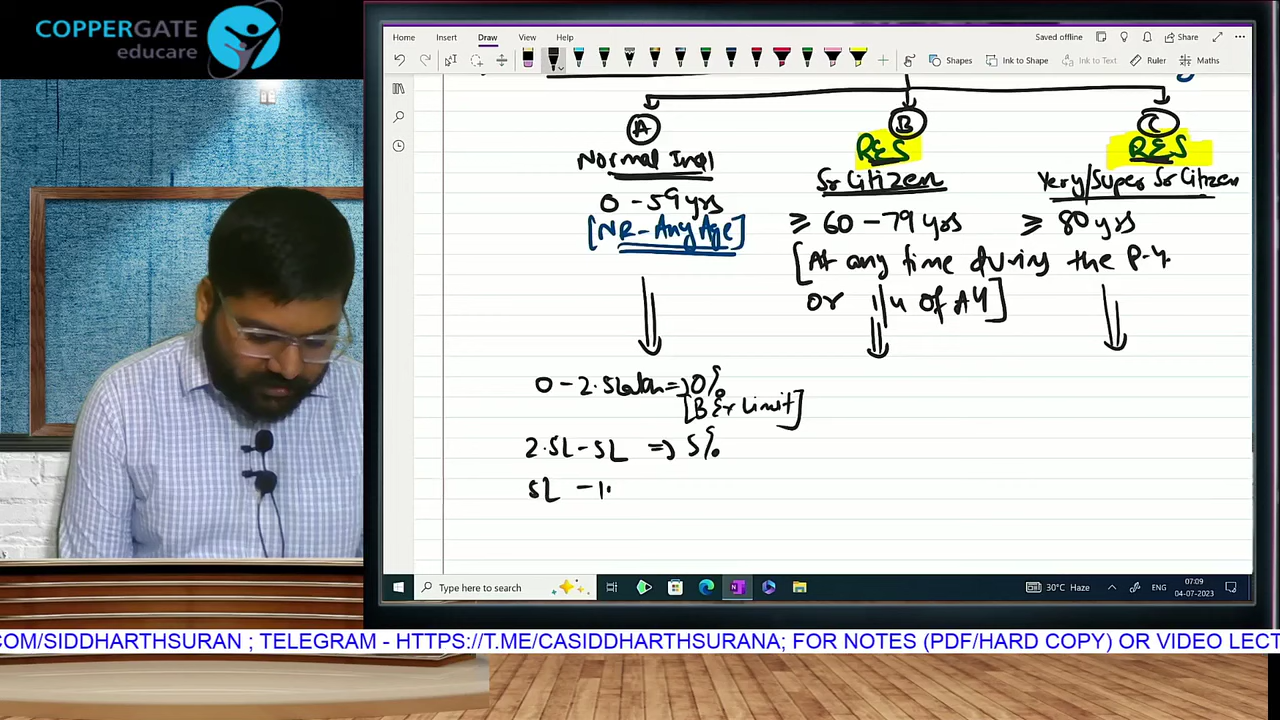 COPPERGATE
educare
Home Insert Draw View Help
Saved offline
Share
Shapes
Ink to Shape
Ink to Text
Ruler
Maths
A
Normal Indl
0 - 59 yrs
[NR - Any Age]
B
RES
Sr Citizen
≥ 60 - 79 yrs
C
RES
Very/Super Sr Citizen
≥ 80 yrs
[At any time during the P.Y.
or 1/4 of AY]
0 - 2.5 => 0%
[B Ex Limit]
2.5L - 5L => 5%
5L - 1
Type here to search
30°C Haze
ENG
07:09
04-07-2023
COM/SIDDHARTHSURAN ; TELEGRAM - HTTPS://T.ME/CASIDDHARTHSURANA; FOR NOTES (PDF/HARD COPY) OR VIDEO LECT